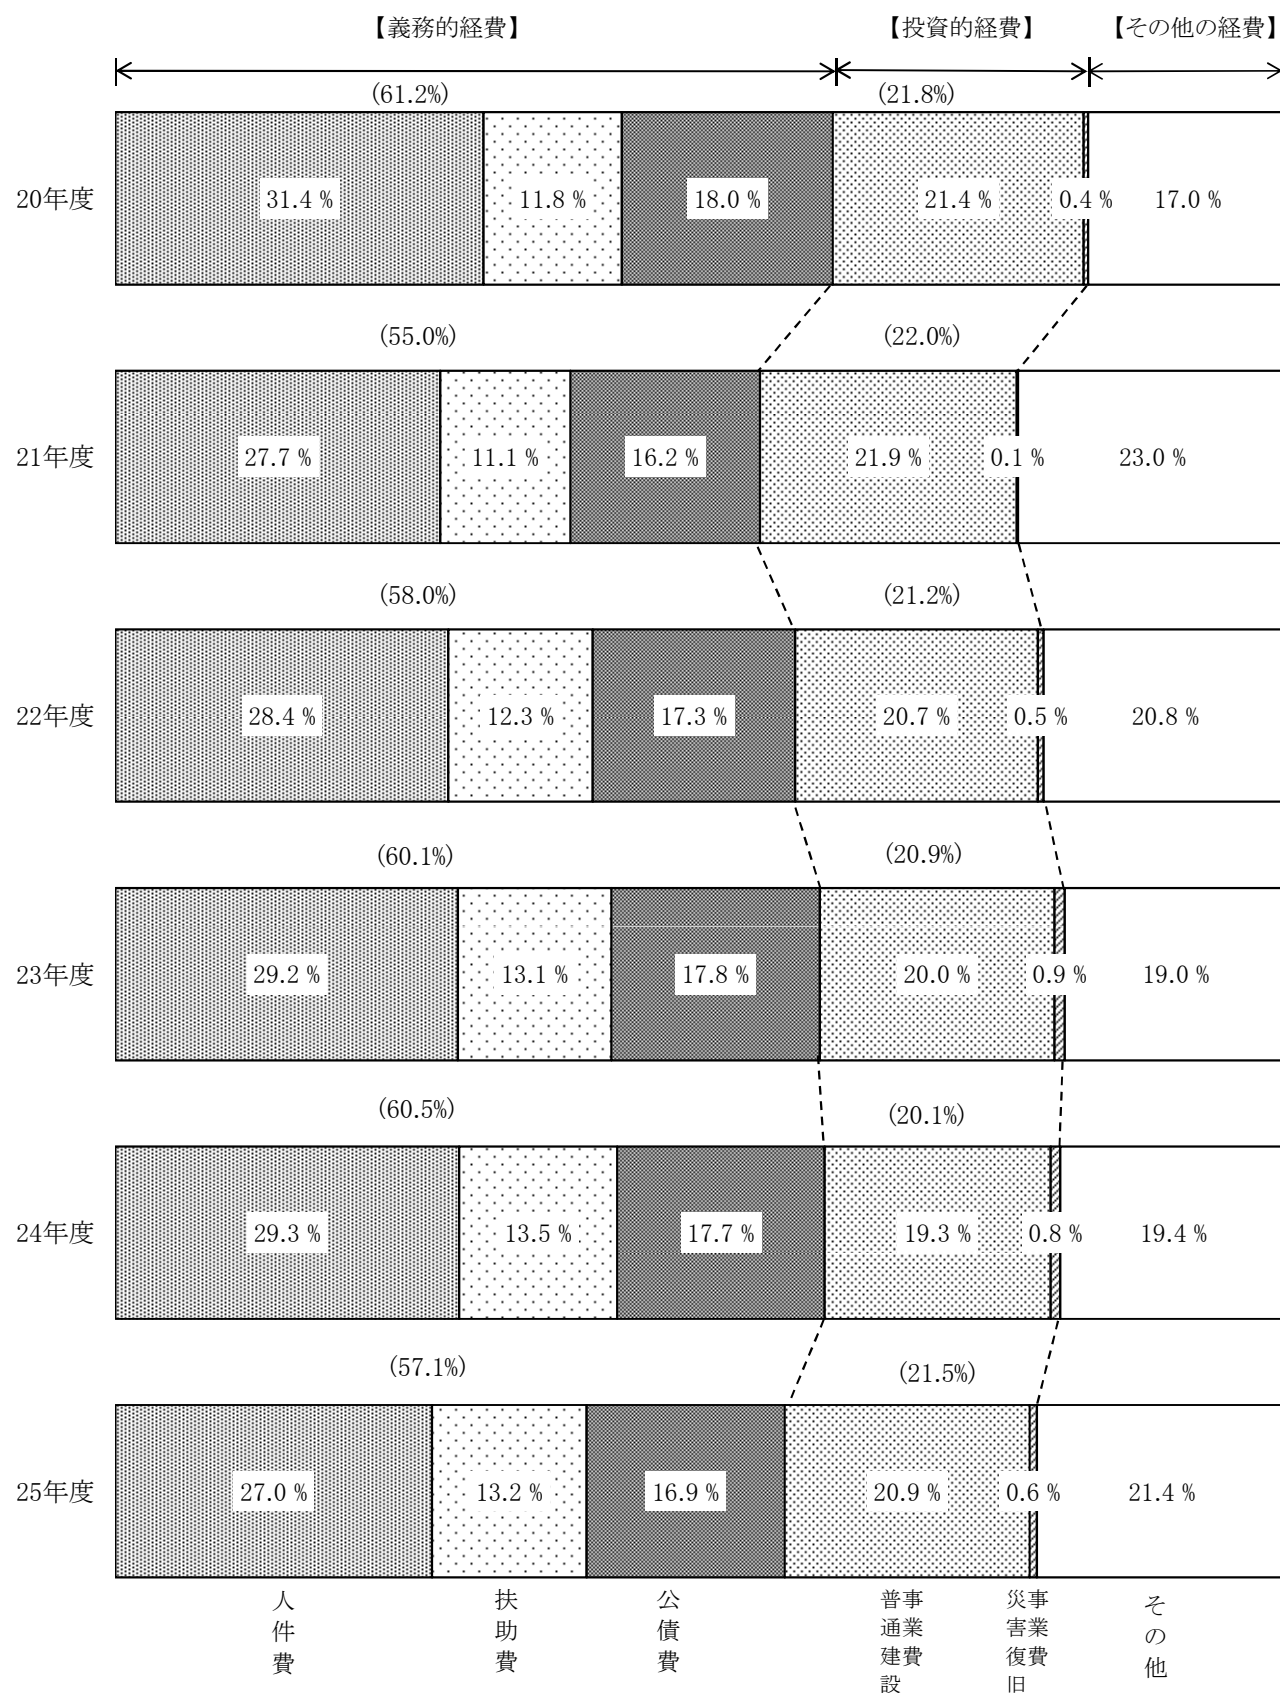 【義務的経費】 【投資的経費】 【その他の経費】
(61.2%) (21.8%)
20年度 31.4 % 11.8 % 18.0 % 21.4 % 0.4 % 17.0 %
(55.0%) (22.0%)
21年度 27.7 % 11.1 % 16.2 % 21.9 % 0.1 % 23.0 %
(58.0%) (21.2%)
22年度 28.4 % 12.3 % 17.3 % 20.7 % 0.5 % 20.8 %
(60.1%) (20.9%)
23年度 29.2 % 13.1 % 17.8 % 20.0 % 0.9 % 19.0 %
(60.5%) (20.1%)
24年度 29.3 % 13.5 % 17.7 % 19.3 % 0.8 % 19.4 %
(57.1%) (21.5%)
25年度 27.0 % 13.2 % 16.9 % 20.9 % 0.6 % 21.4 %
人件費
扶助費
公債費
普通建設
事業費
災害復旧
事業費
その他